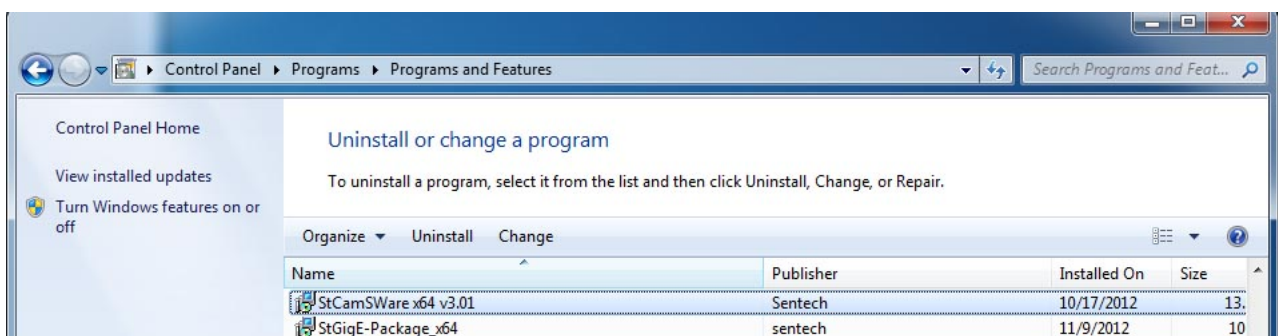 Control Panel ▸ Programs ▸ Programs and Features
Search Programs and Feat...
Control Panel Home
View installed updates
Turn Windows features on or
off
Uninstall or change a program
To uninstall a program, select it from the list and then click Uninstall, Change, or Repair.
Organize Uninstall Change
Name Publisher Installed On Size
StCamSWare x64 v3.01 Sentech 10/17/2012 13.
StGigE-Package_x64 sentech 11/9/2012 10